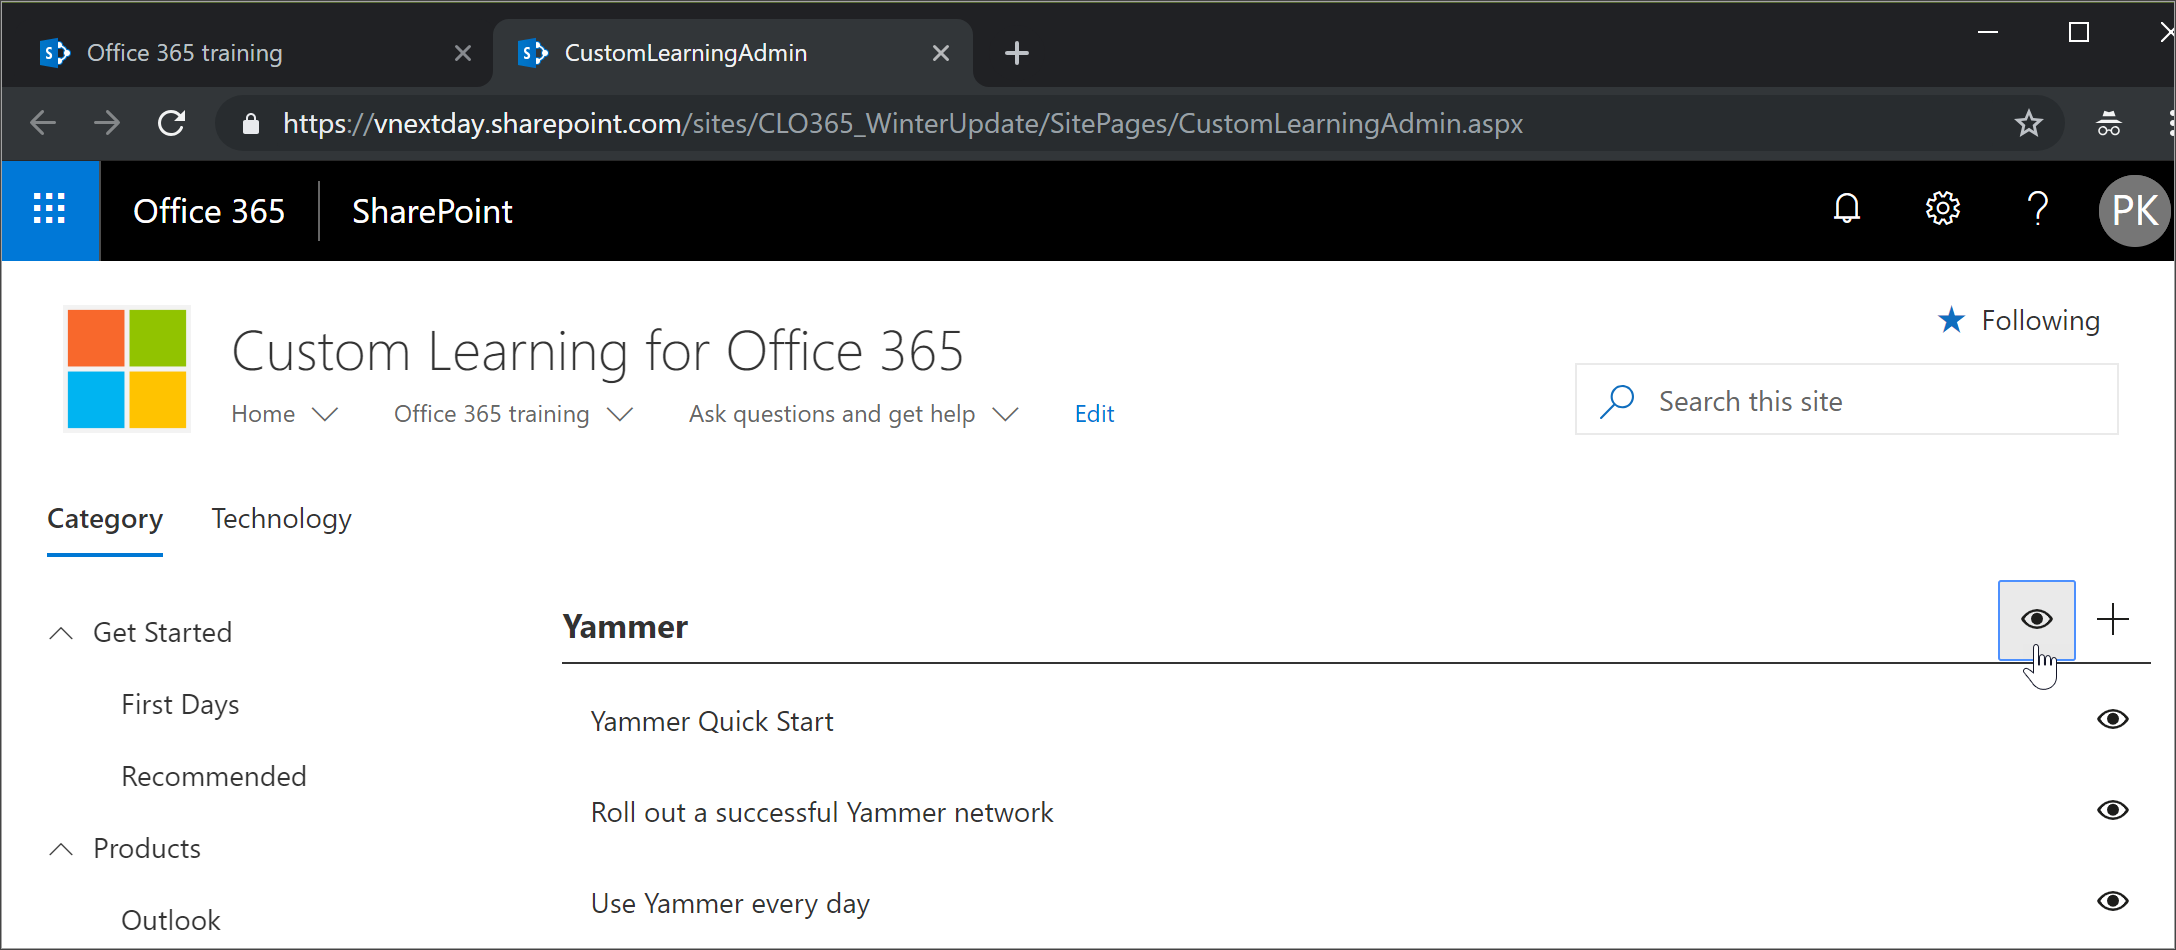 Office 365 training
CustomLearningAdmin
https://vnextday.sharepoint.com/sites/CLO365_WinterUpdate/SitePages/CustomLearningAdmin.aspx
Office 365 SharePoint
? PK
Following
Custom Learning for Office 365
Search this site
Home Office 365 training Ask questions and get help Edit
Category Technology
Yammer
Get Started
First Days
Yammer Quick Start
Recommended
Roll out a successful Yammer network
Products
Use Yammer every day
Outlook